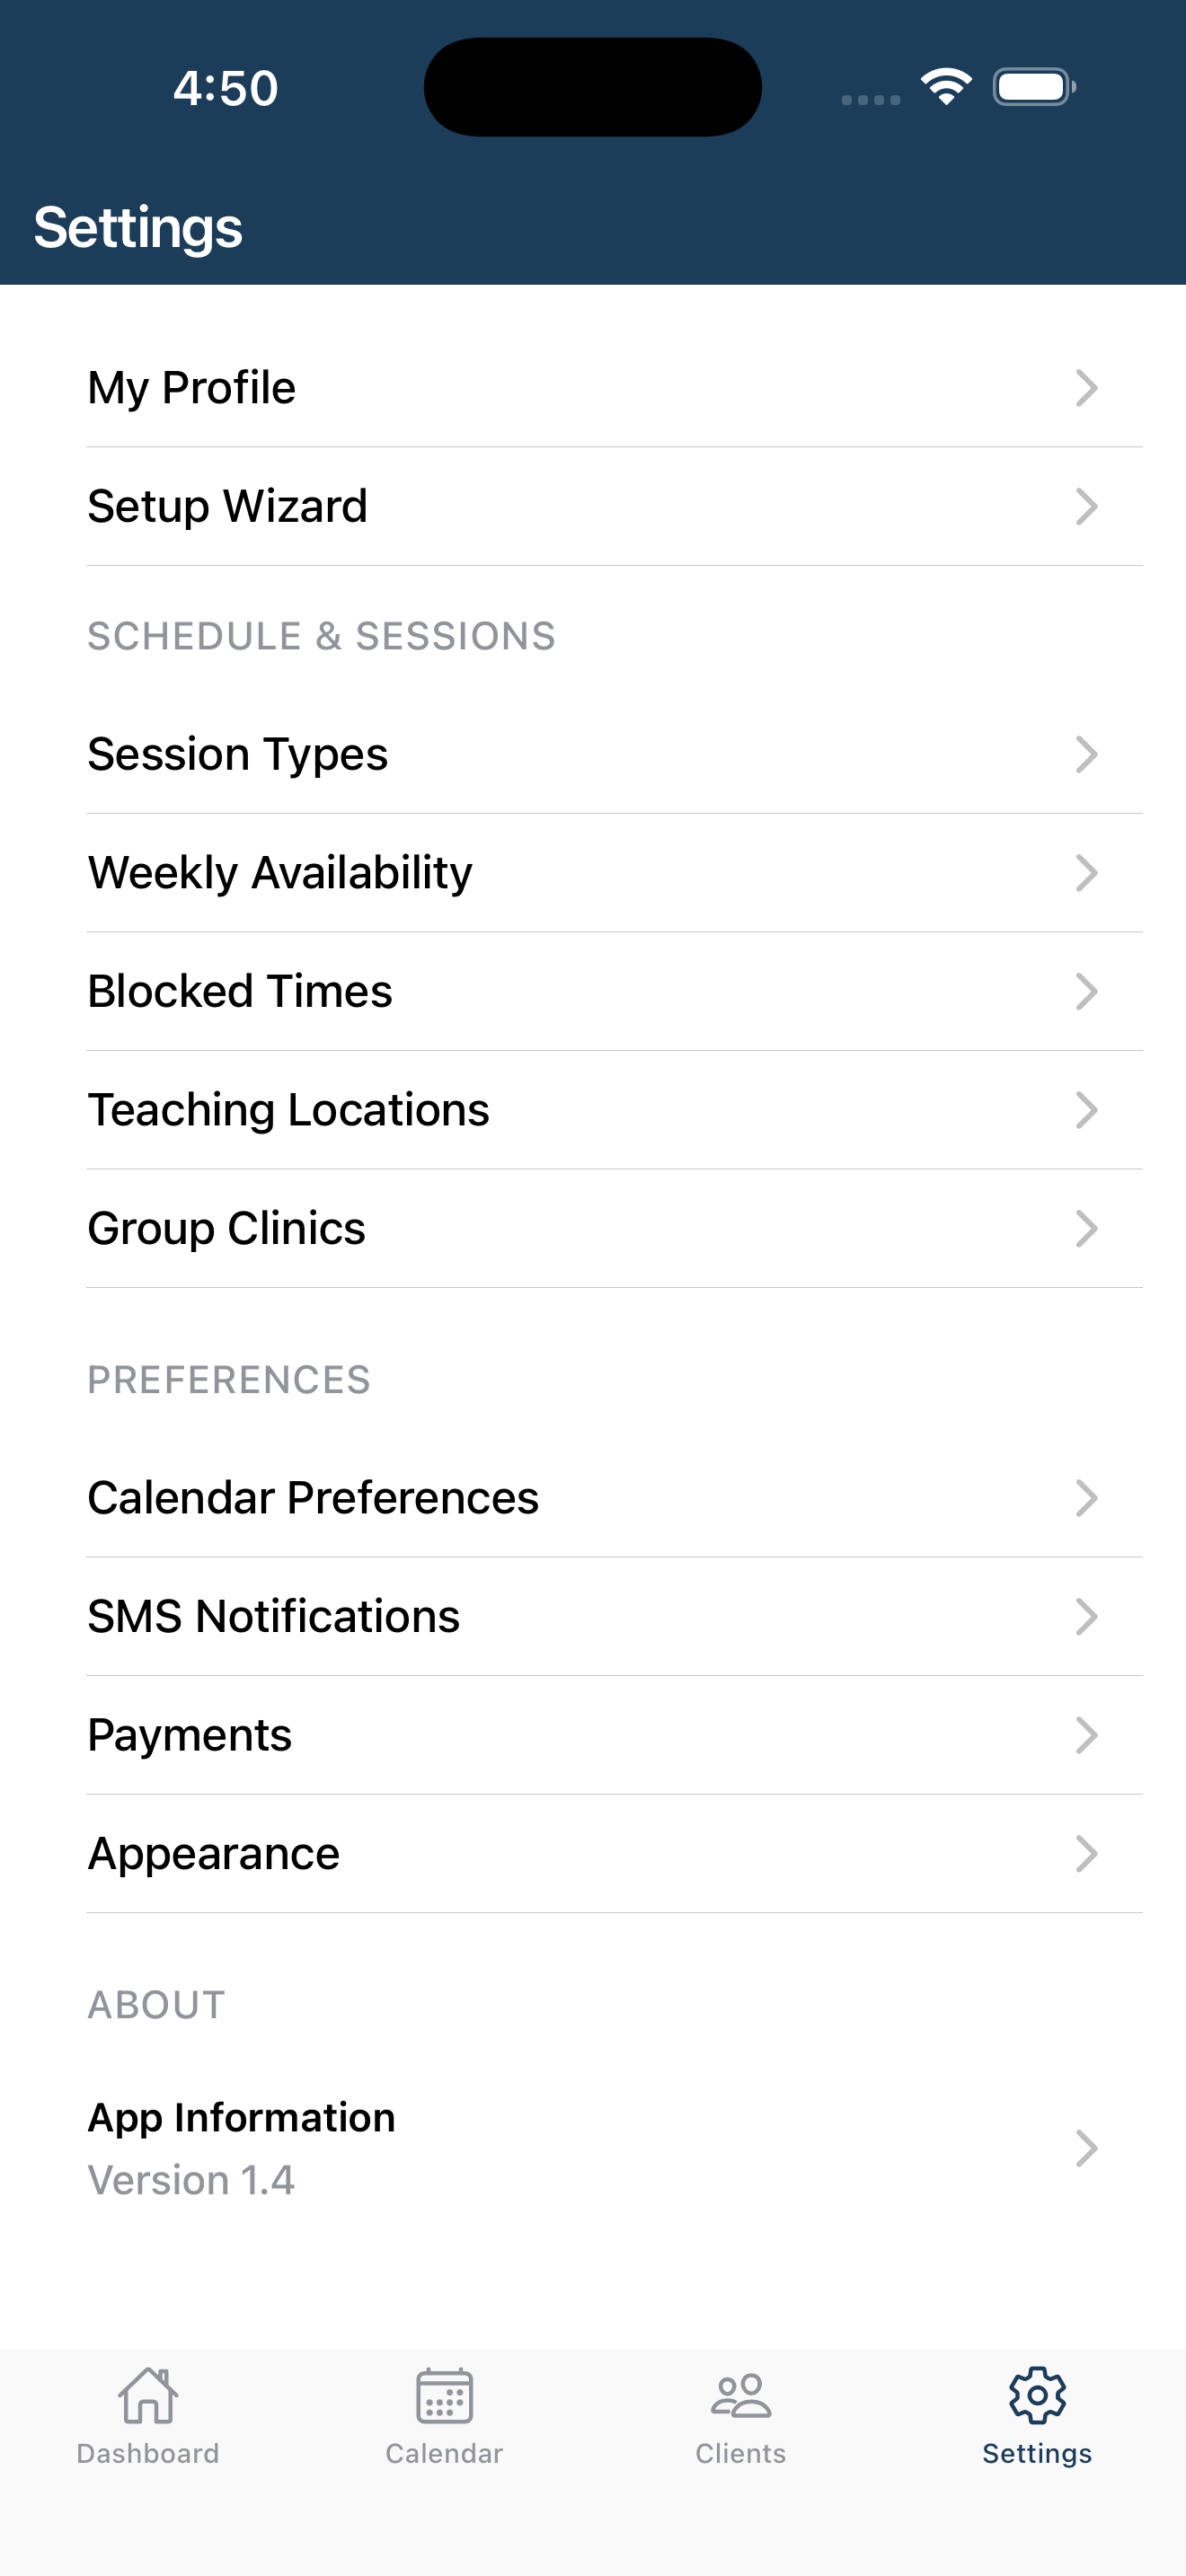 4:50
Settings
My Profile
Setup Wizard
SCHEDULE & SESSIONS
Session Types
Weekly Availability
Blocked Times
Teaching Locations
Group Clinics
PREFERENCES
Calendar Preferences
SMS Notifications
Payments
Appearance
ABOUT
App Information
Version 1.4
Dashboard
Calendar
Clients
Settings